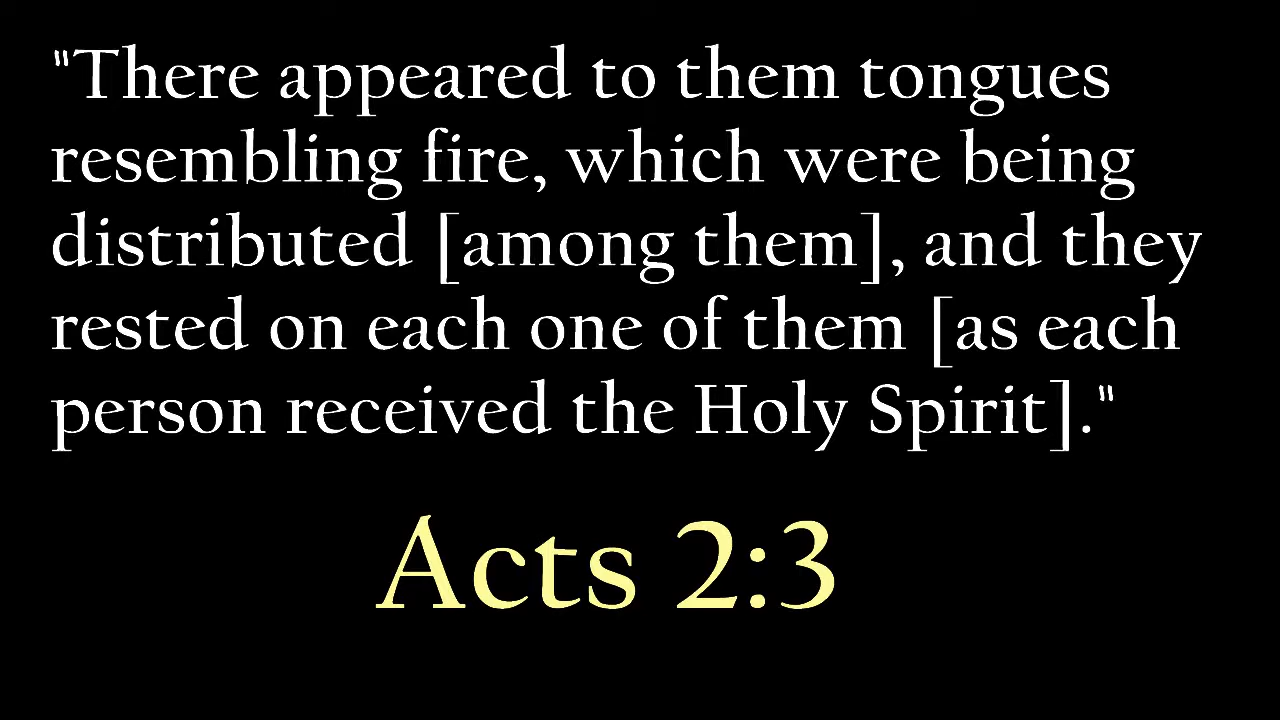 "There appeared to them tongues
resembling fire, which were being
distributed [among them], and they
rested on each one of them [as each
person received the Holy Spirit]."
Acts 2:3